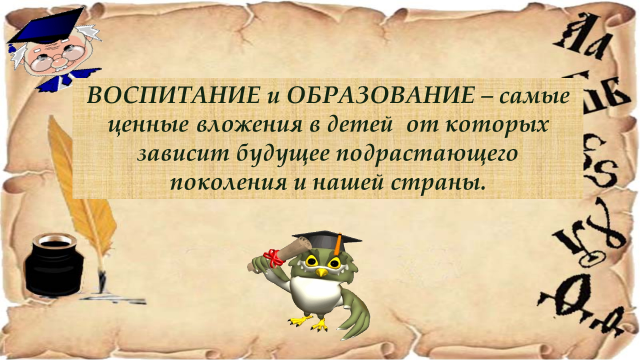 ВОСПИТАНИЕ и ОБРАЗОВАНИЕ – самые
ценные вложения в детей  от которых
зависит будущее подрастающего
поколения и нашей страны.